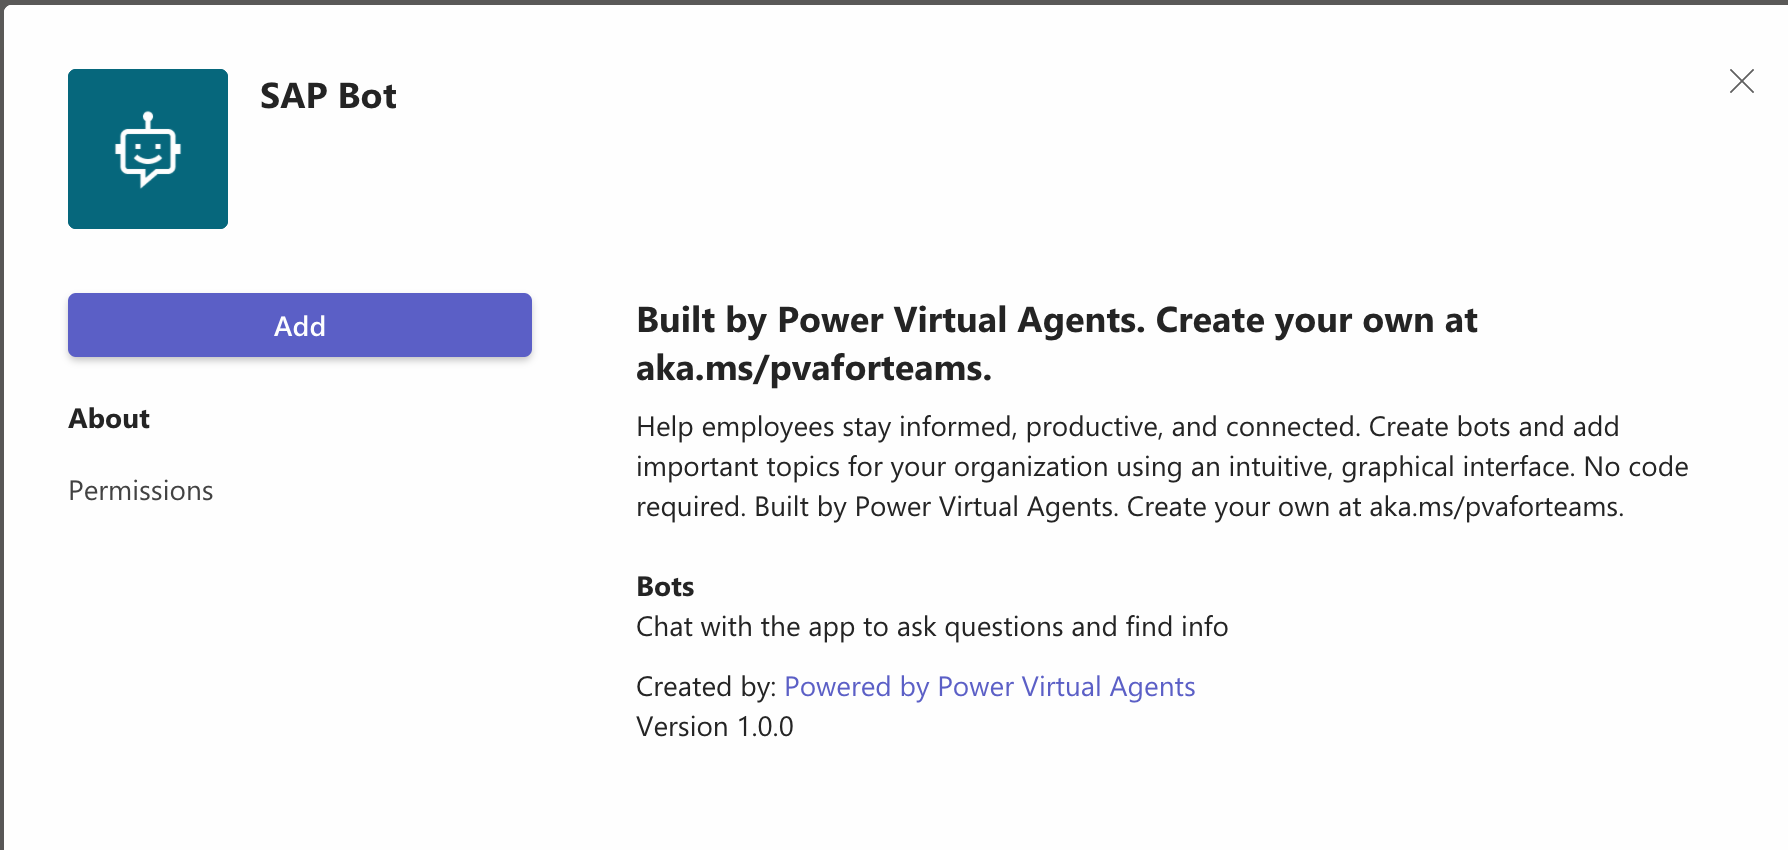 SAP Bot
Add
About
Permissions
Built by Power Virtual Agents. Create your own at
aka.ms/pvaforteams.
Help employees stay informed, productive, and connected. Create bots and add
important topics for your organization using an intuitive, graphical interface. No code
required. Built by Power Virtual Agents. Create your own at aka.ms/pvaforteams.
Bots
Chat with the app to ask questions and find info
Created by: Powered by Power Virtual Agents
Version 1.0.0